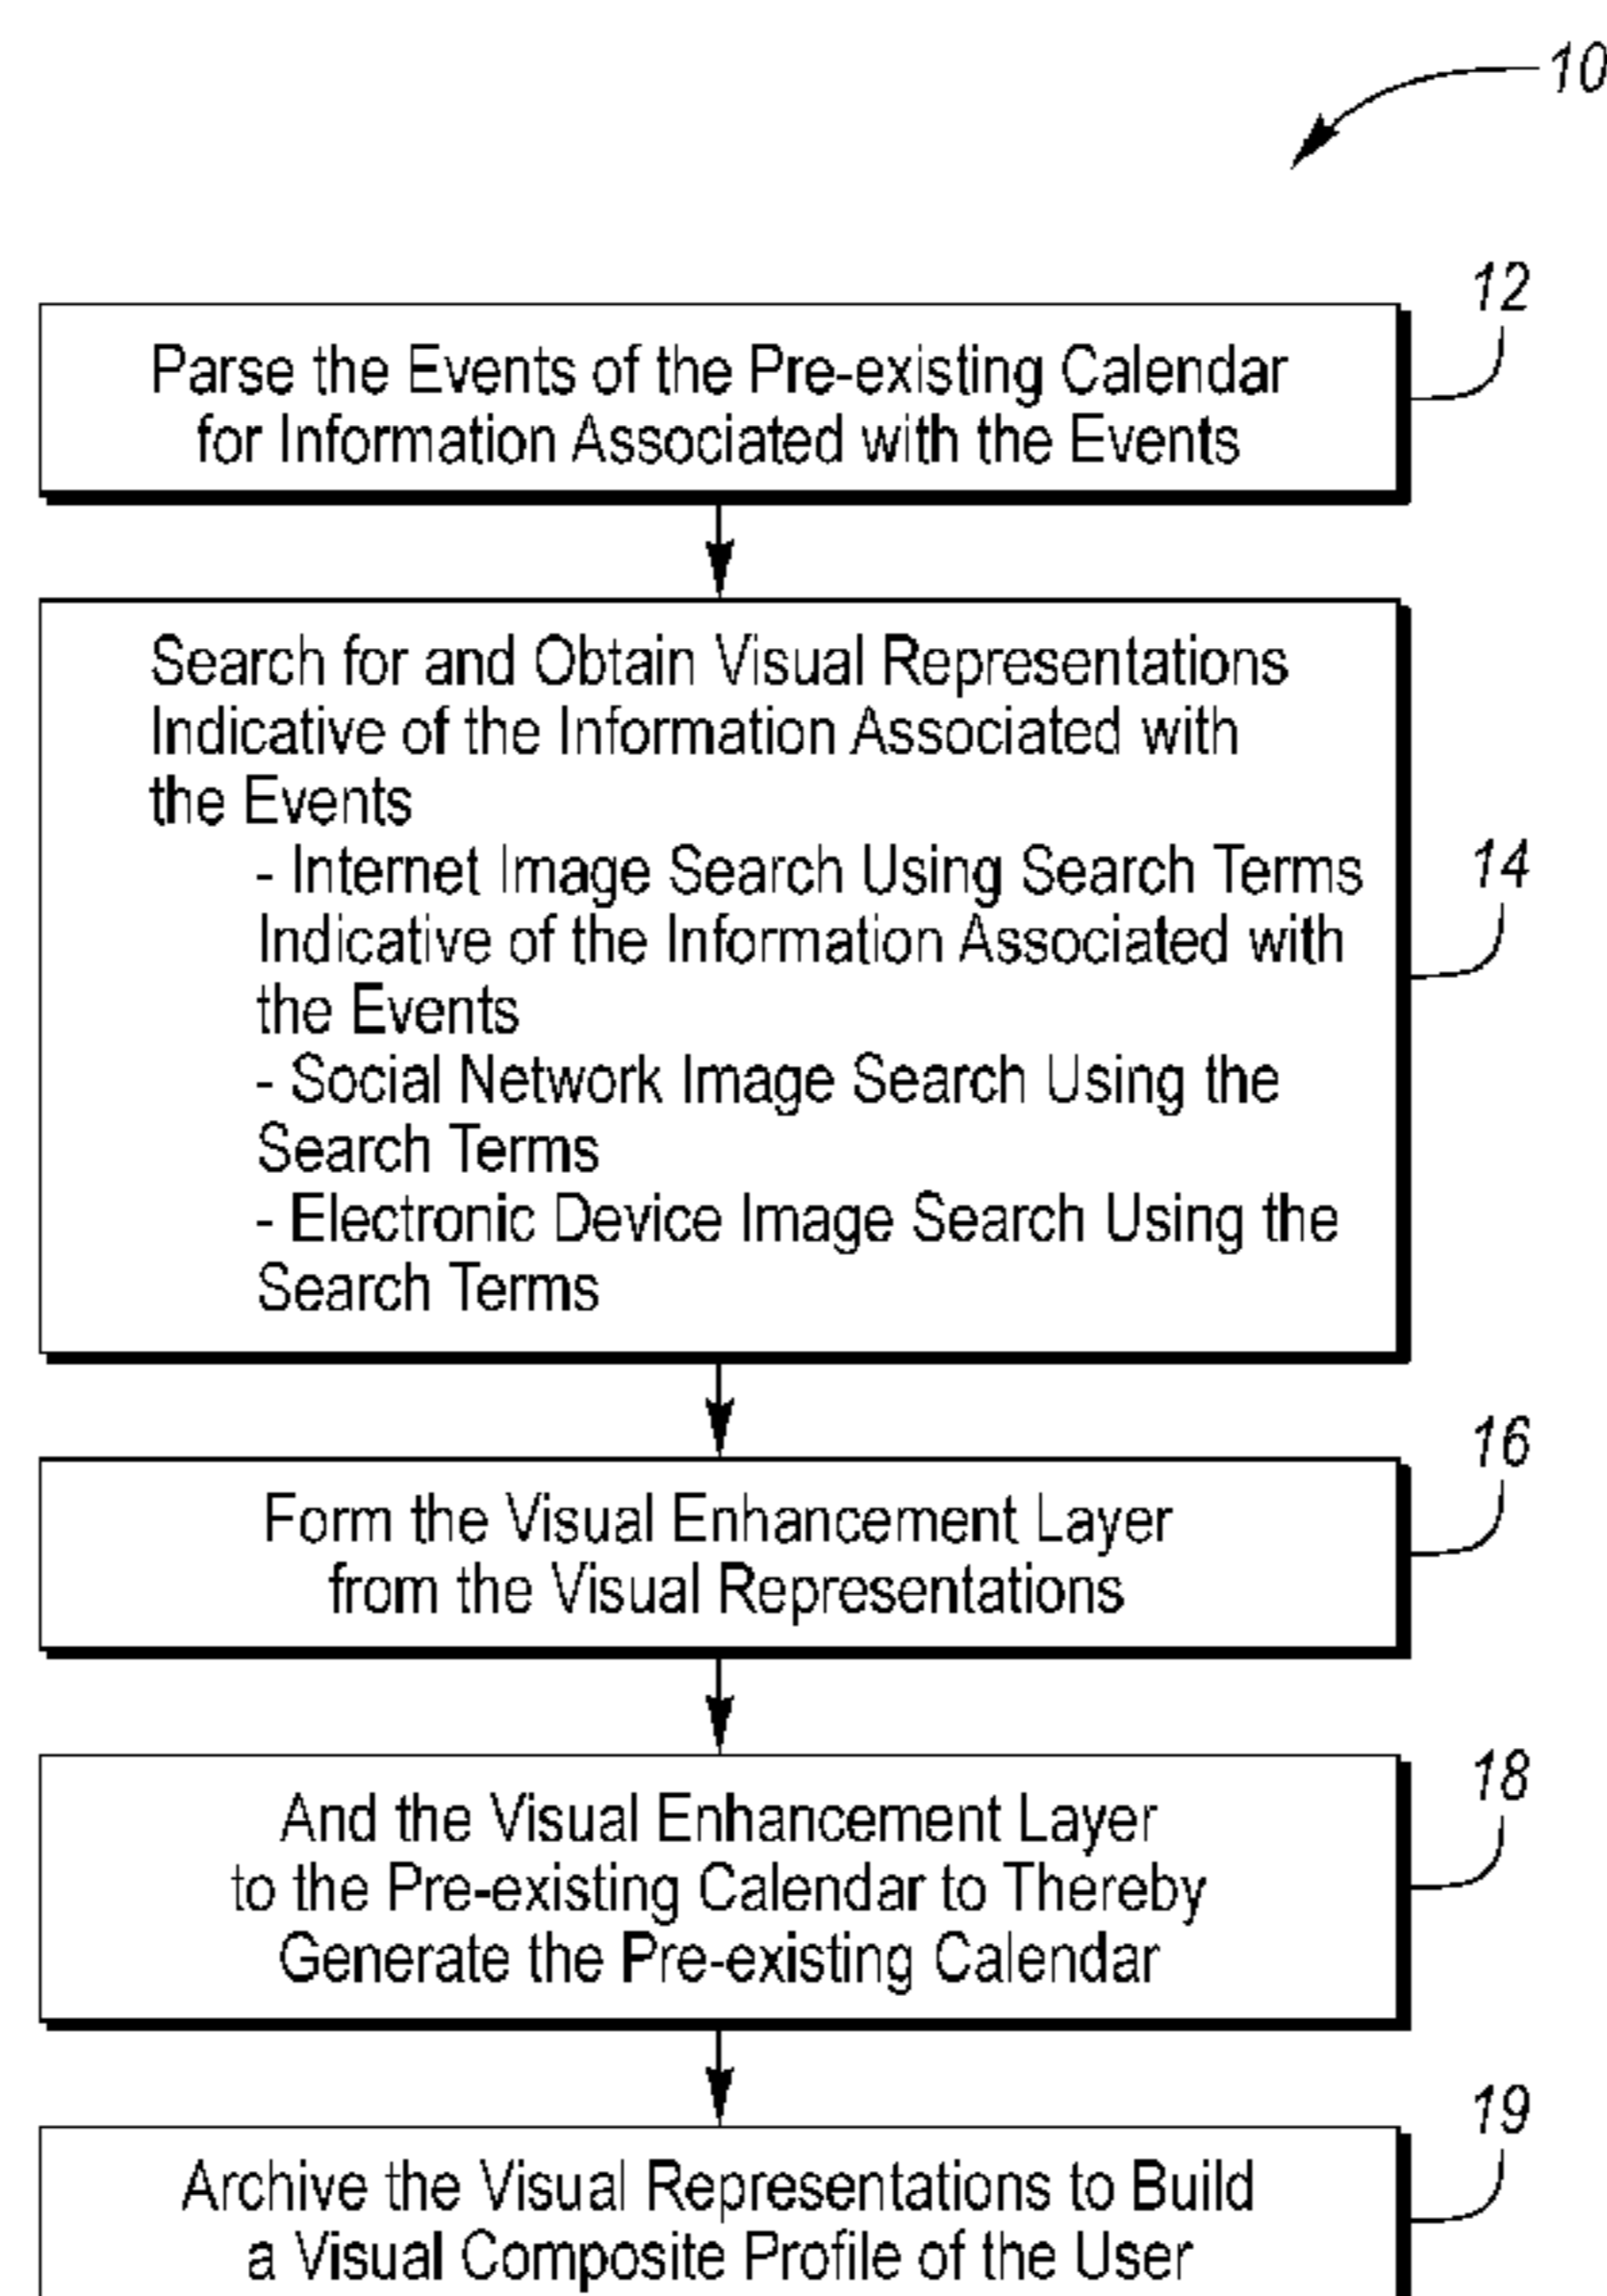 10
12
Parse the Events of the Pre-existing Calendar
for Information Associated with the Events
Search for and Obtain Visual Representations
Indicative of the Information Associated with
the Events
- Internet Image Search Using Search Terms
Indicative of the Information Associated with
the Events
- Social Network Image Search Using the
Search Terms
- Electronic Device Image Search Using the
Search Terms
14
16
Form the Visual Enhancement Layer
from the Visual Representations
18
And the Visual Enhancement Layer
to the Pre-existing Calendar to Thereby
Generate the Pre-existing Calendar
19
Archive the Visual Representations to Build
a Visual Composite Profile of the User